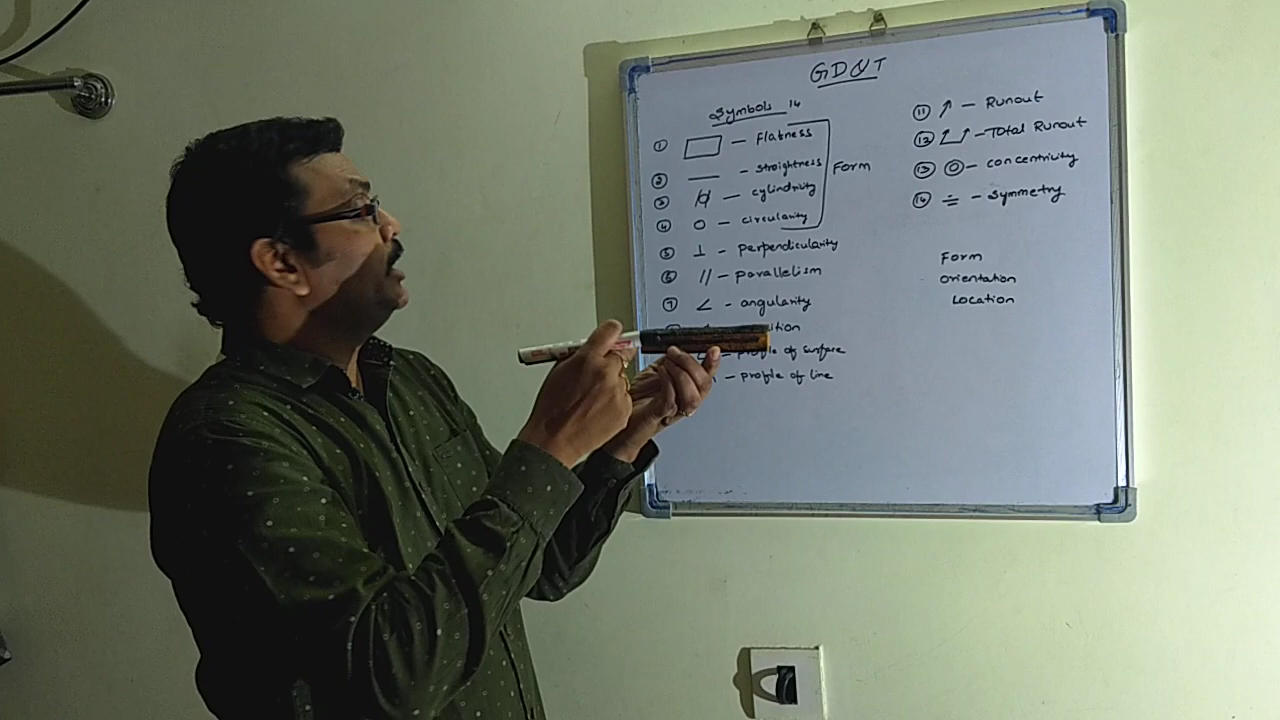 GD&T
Symbols 14
① ▱ - Flatness
② — - straightness
③ ⌭ - cylindrity
④ ○ - circularity
Form
⑤ ⊥ - perpendicularity
⑥ // - parallelism
⑦ ∠ - angularity
- profile of surface
- profile of line
⑪ ↗ - Runout
⑫ - Total Runout
⑬ ◎ - concentricity
⑭ ⌯ - Symmetry
Form
orientation
Location